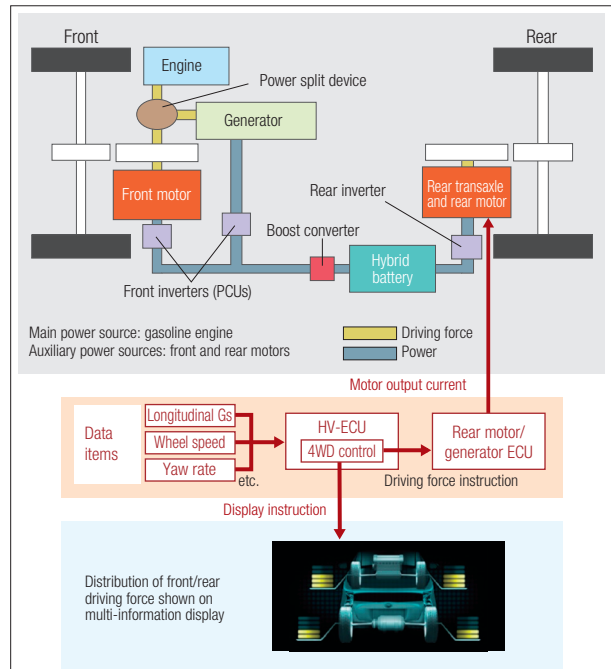 Front
Rear
Engine
Power split device
Generator
Front motor
Rear inverter
Rear transaxle
and rear motor
Boost converter
Hybrid
battery
Front inverters (PCUs)
Main power source: gasoline engine
Auxiliary power sources: front and rear motors
Driving force
Power
Motor output current
Data
items
Longitudinal Gs
Wheel speed
Yaw rate
etc.
HV-ECU
4WD control
Rear motor/
generator ECU
Driving force instruction
Display instruction
Distribution of front/rear
driving force shown on
multi-information display